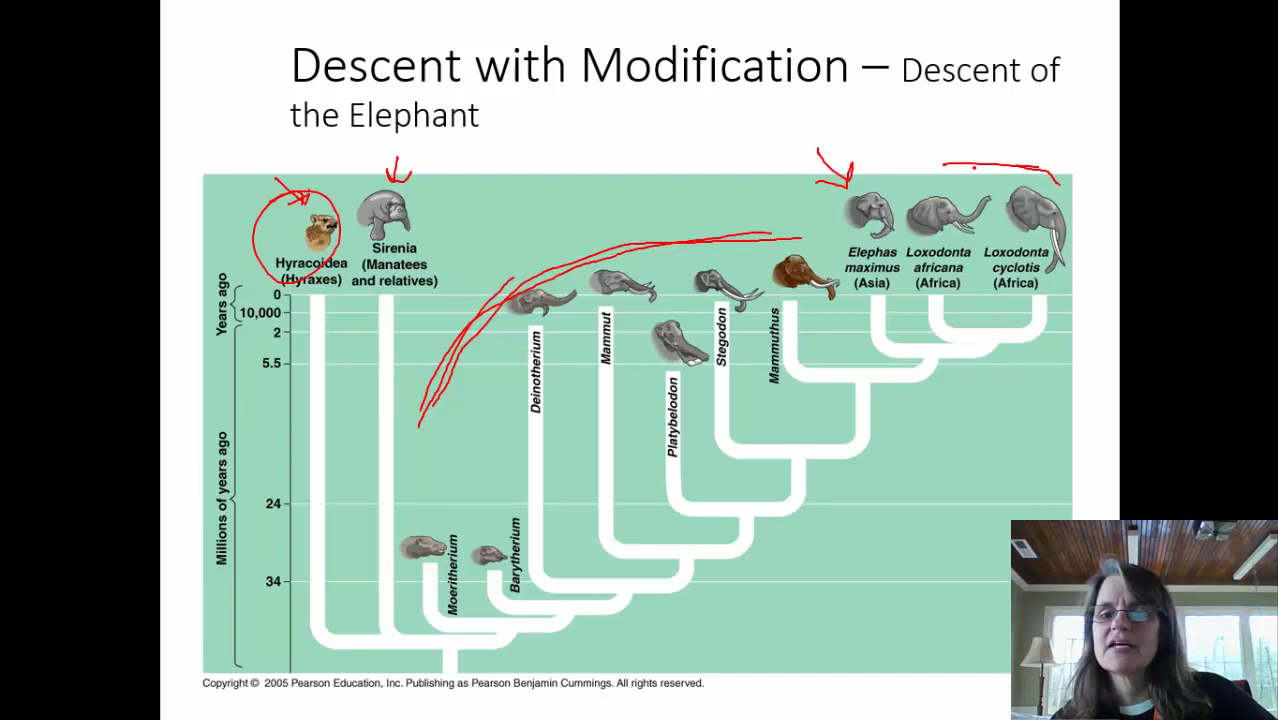 Descent with Modification – Descent of
the Elephant
Hyracoidea
(Hyraxes)
Sirenia
(Manatees
and relatives)
Elephas
maximus
(Asia)
Loxodonta
africana
(Africa)
Loxodonta
cyclotis
(Africa)
Years ago
0
10,000
2
5.5
24
34
Millions of years ago
Moeritherium
Barytherium
Deinotherium
Mammut
Platybelodon
Stegodon
Mammuthus
Copyright © 2005 Pearson Education, Inc. Publishing as Pearson Benjamin Cummings. All rights reserved.